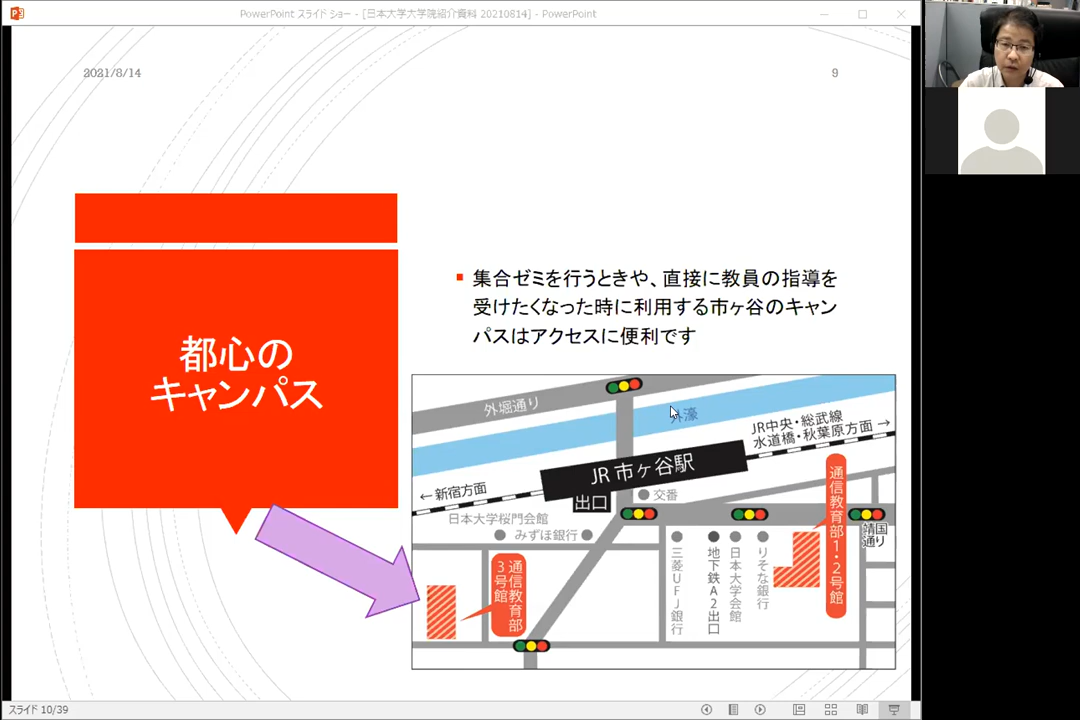 PowerPoint スライド ショー - [日本大学大学院紹介資料 20210814] - PowerPoint
2021/8/14
9
都心の
キャンパス
集合ゼミを行うときや、直接に教員の指導を
受けたくなった時に利用する市ヶ谷のキャン
パスはアクセスに便利です
外堀通り
外濠
JR中央・総武線
水道橋・秋葉原方面→
JR 市ヶ谷駅
←新宿方面
出口
交番
日本大学桜門会館
みずほ銀行
通信教育部
3号館
三菱UFJ銀行
地下鉄A2出口
日本大学会館
りそな銀行
通信教育部1・2号館
靖国
通り
スライド 10/39